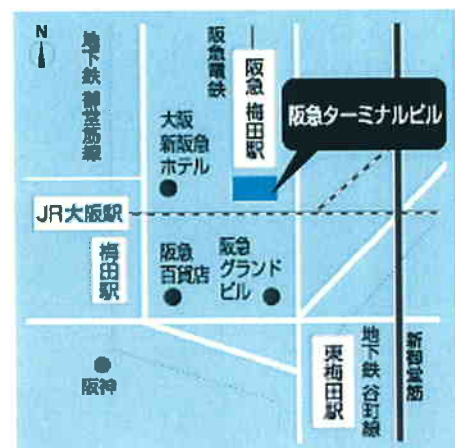 N
地下鉄 御堂筋線
阪急電鉄
阪急 梅田駅
阪急ターミナルビル
大阪
新阪急
ホテル
JR大阪駅
梅田駅
阪急
百貨店
阪急
グランド
ビル
阪神
東梅田駅
地下鉄 谷町線
新御堂筋